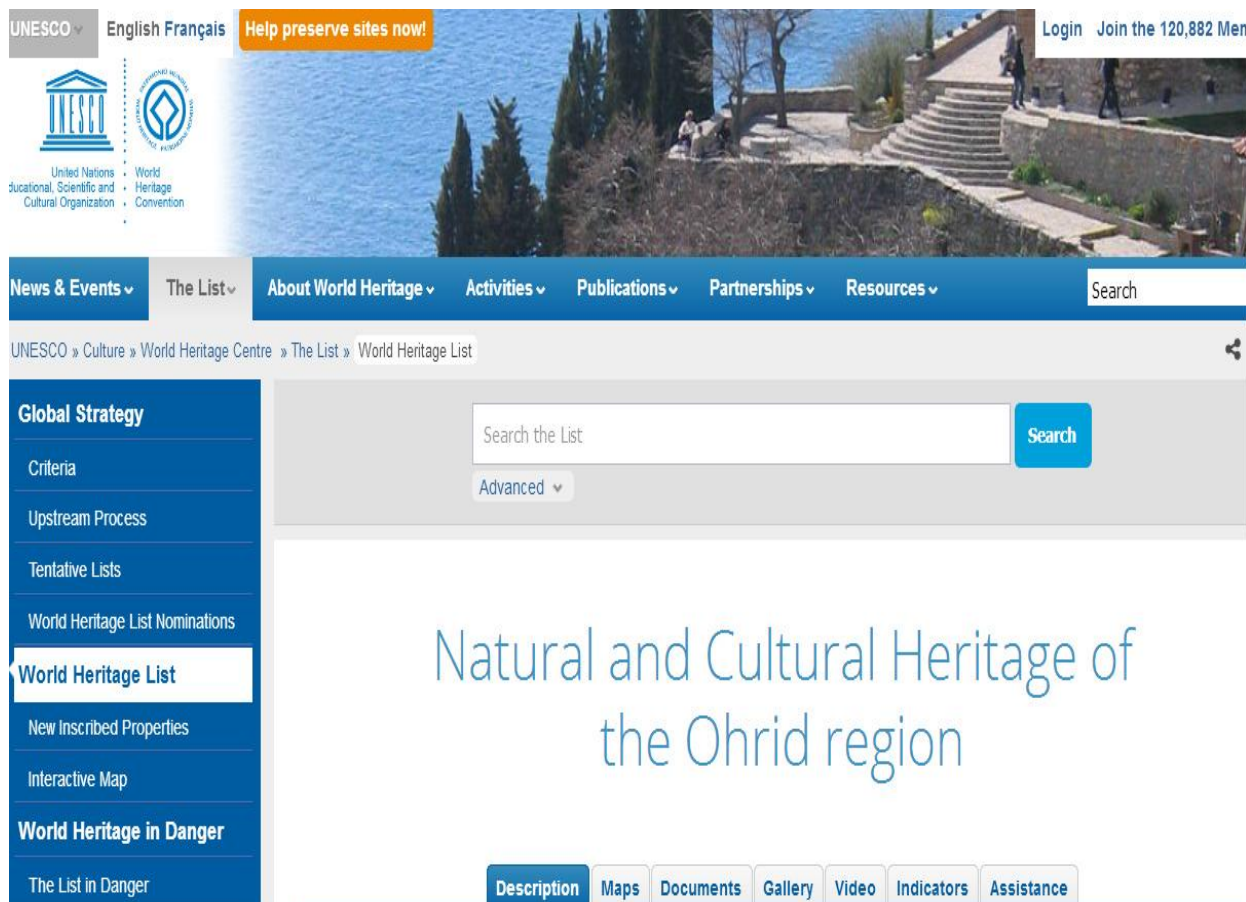 UNESCO English Français Help preserve sites now! Login Join the 120,882 Mem
UNESCO
United Nations
ducational, Scientific and
Cultural Organization
World
Heritage
Convention
News & Events The List About World Heritage Activities Publications Partnerships Resources Search
UNESCO » Culture » World Heritage Centre » The List » World Heritage List
Global Strategy
Criteria
Upstream Process
Tentative Lists
World Heritage List Nominations
World Heritage List
New Inscribed Properties
Interactive Map
World Heritage in Danger
The List in Danger
Search the List Search
Advanced
Natural and Cultural Heritage of
the Ohrid region
Description Maps Documents Gallery Video Indicators Assistance